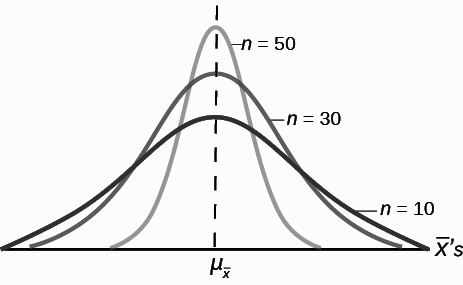 n = 50
n = 30
n = 10
x̅'s
μx̅